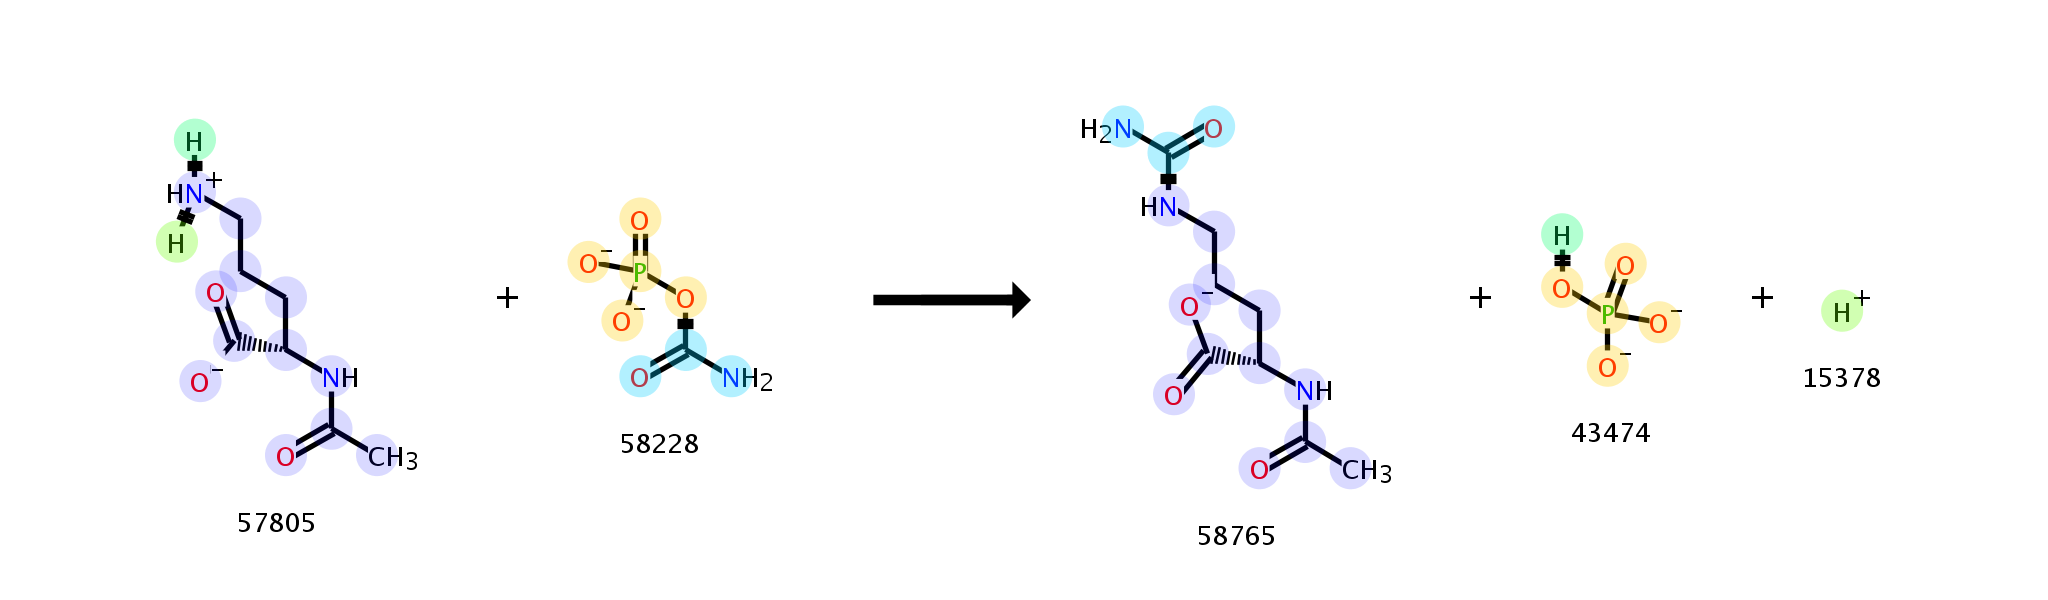 H
HN+
H
O
O−
NH
O
CH3
57805
+
O
O−
P
O
O−
O
NH2
58228
H2N
O
HN
O−
O
NH
O
CH3
58765
+
H
O
O
P
O−
O−
43474
+
H+
15378